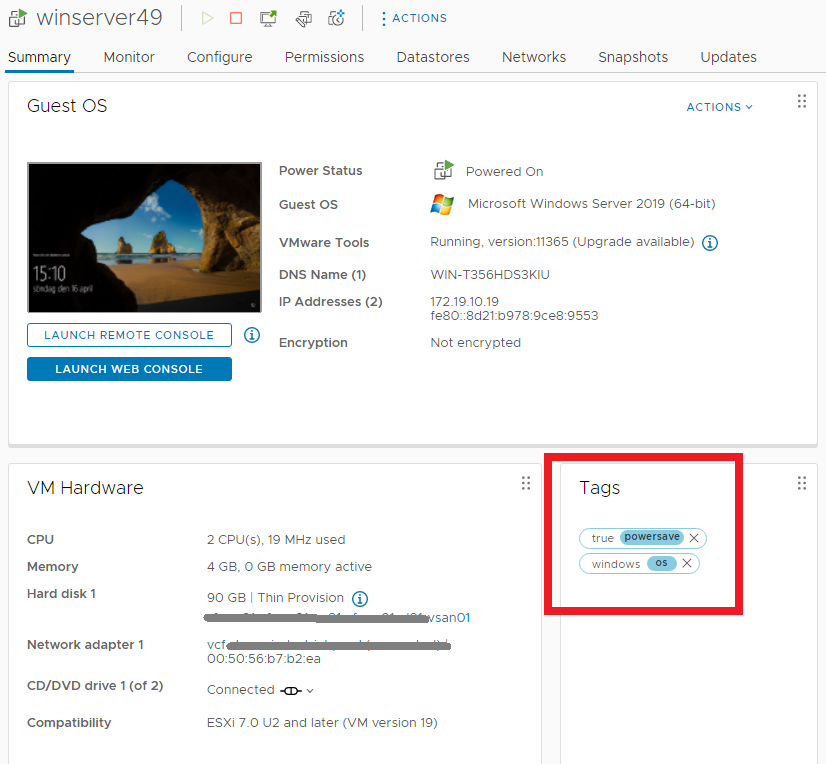 winserver49
ACTIONS
Summary Monitor Configure Permissions Datastores Networks Snapshots Updates
Guest OS
ACTIONS
15:10
söndag den 16 april
LAUNCH REMOTE CONSOLE
LAUNCH WEB CONSOLE
Power Status Powered On
Guest OS Microsoft Windows Server 2019 (64-bit)
VMware Tools Running, version:11365 (Upgrade available)
DNS Name (1) WIN-T356HDS3KIU
IP Addresses (2) 172.19.10.19
fe80::8d21:b978:9ce8:9553
Encryption Not encrypted
VM Hardware
CPU 2 CPU(s), 19 MHz used
Memory 4 GB, 0 GB memory active
Hard disk 1 90 GB | Thin Provision
vsan01
Network adapter 1 vcf
00:50:56:b7:b2:ea
CD/DVD drive 1 (of 2) Connected
Compatibility ESXi 7.0 U2 and later (VM version 19)
Tags
true powersave
windows os